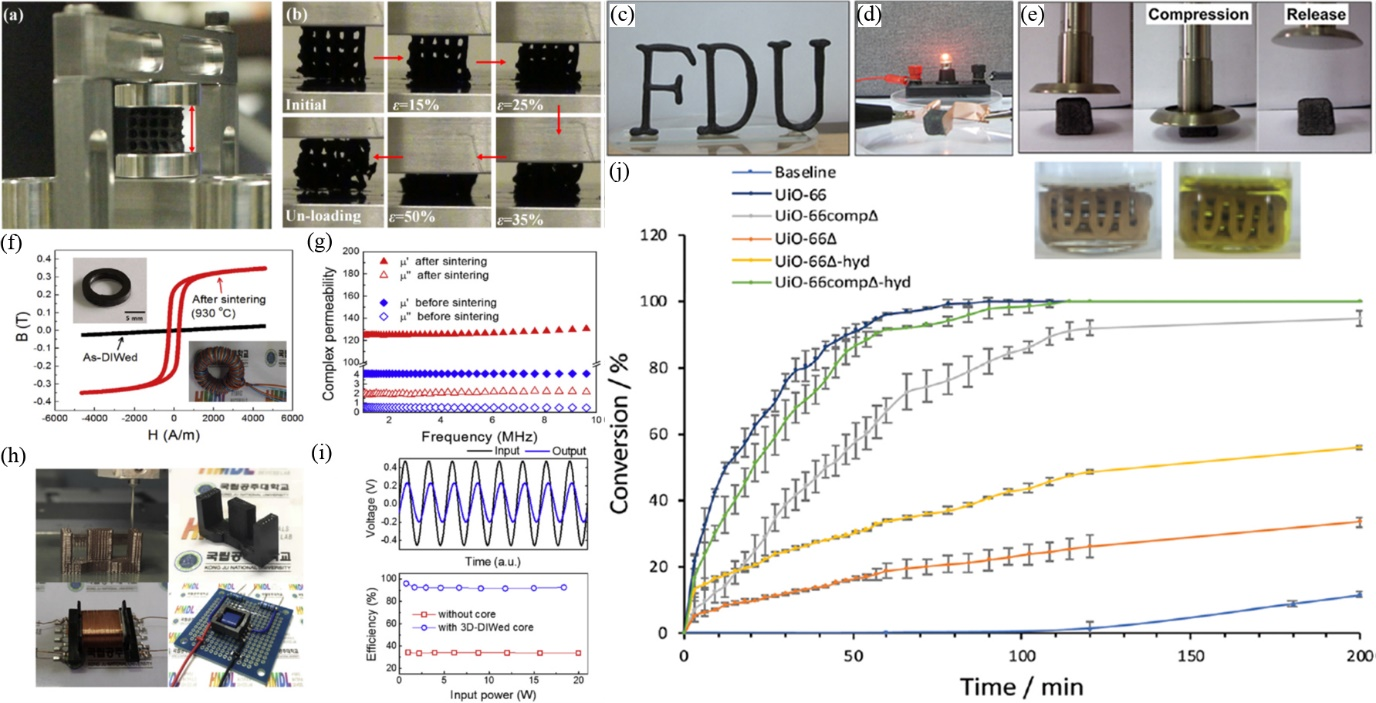 (a)
(b)
Initial
ε=15%
ε=25%
Un-loading
ε=50%
ε=35%
(c)
FDU
(d)
(e)
Compression
Release
(f)
B (T)
0.4
0.3
0.2
0.1
0.0
-0.1
-0.2
-0.3
-0.4
5 mm
After sintering
(930 °C)
As-DIWed
-6000 -4000 -2000 0 2000 4000 6000
H (A/m)
(g)
Complex permeability
200
180
160
140
120
100
4
3
2
1
0
μ' after sintering
μ" after sintering
μ' before sintering
μ" before sintering
2 4 6 8 10
Frequency (MHz)
(h)
HMDL
국립공주대학교
KONG JU NATIONAL UNIVERSITY
HMDL
(i)
Input Output
Voltage (V)
0.4
0.2
0.0
-0.2
-0.4
Time (a.u.)
Efficiency (%)
100
80
60
40
20
without core
with 3D-DIWed core
0 5 10 15 20
Input power (W)
(j)
Baseline
UiO-66
UiO-66compΔ
UiO-66Δ
UiO-66Δ-hyd
UiO-66compΔ-hyd
Conversion / %
120
100
80
60
40
20
0
0 50 100 150 200
Time / min